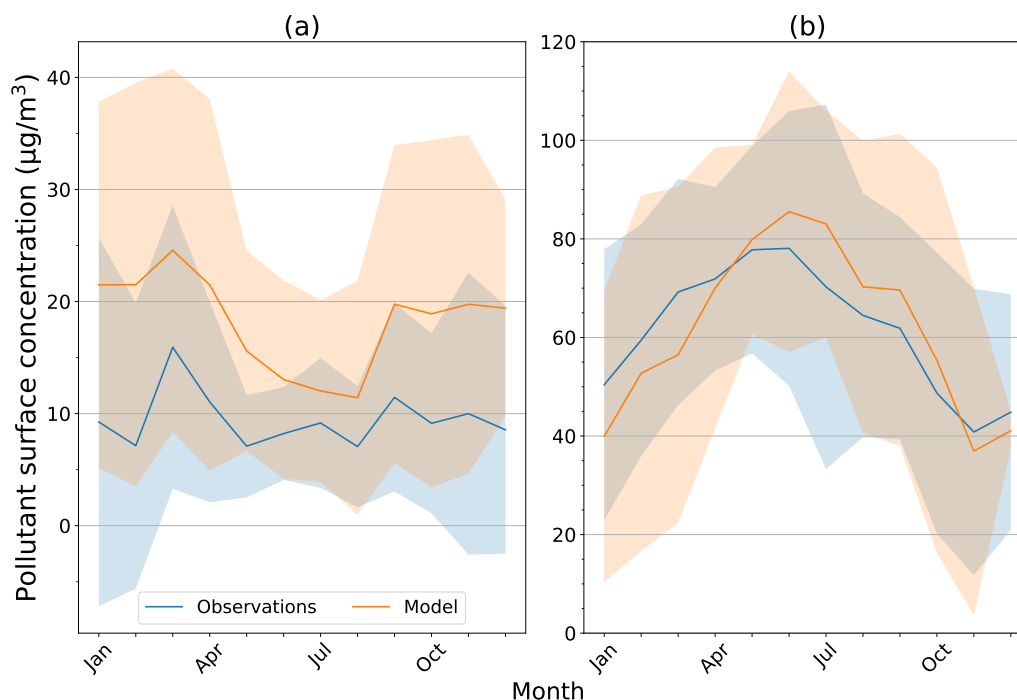 (a)
(b)
Pollutant surface concentration (μg/m³)
40
30
20
10
0
120
100
80
60
40
20
0
Observations
Model
Jan
Apr
Jul
Oct
Jan
Apr
Jul
Oct
Month